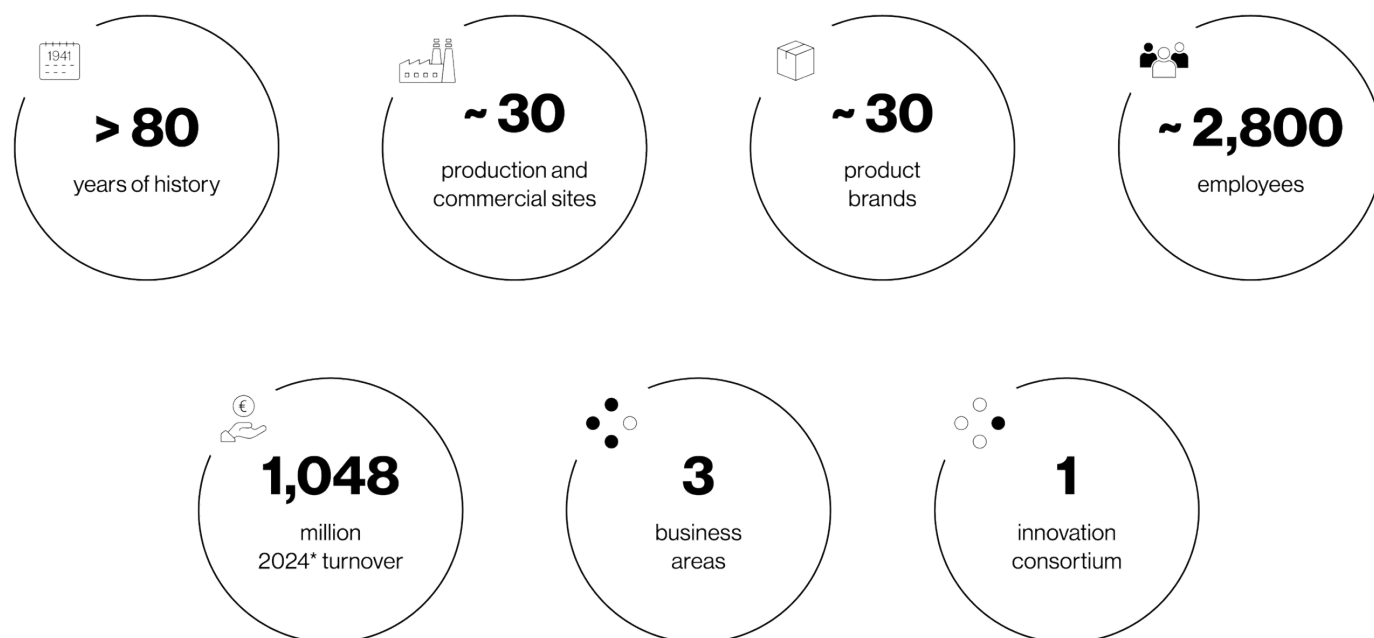 1941
> 80
years of history
~ 30
production and
commercial sites
~ 30
product
brands
~ 2,800
employees
€
1,048
million
2024* turnover
3
business
areas
1
innovation
consortium